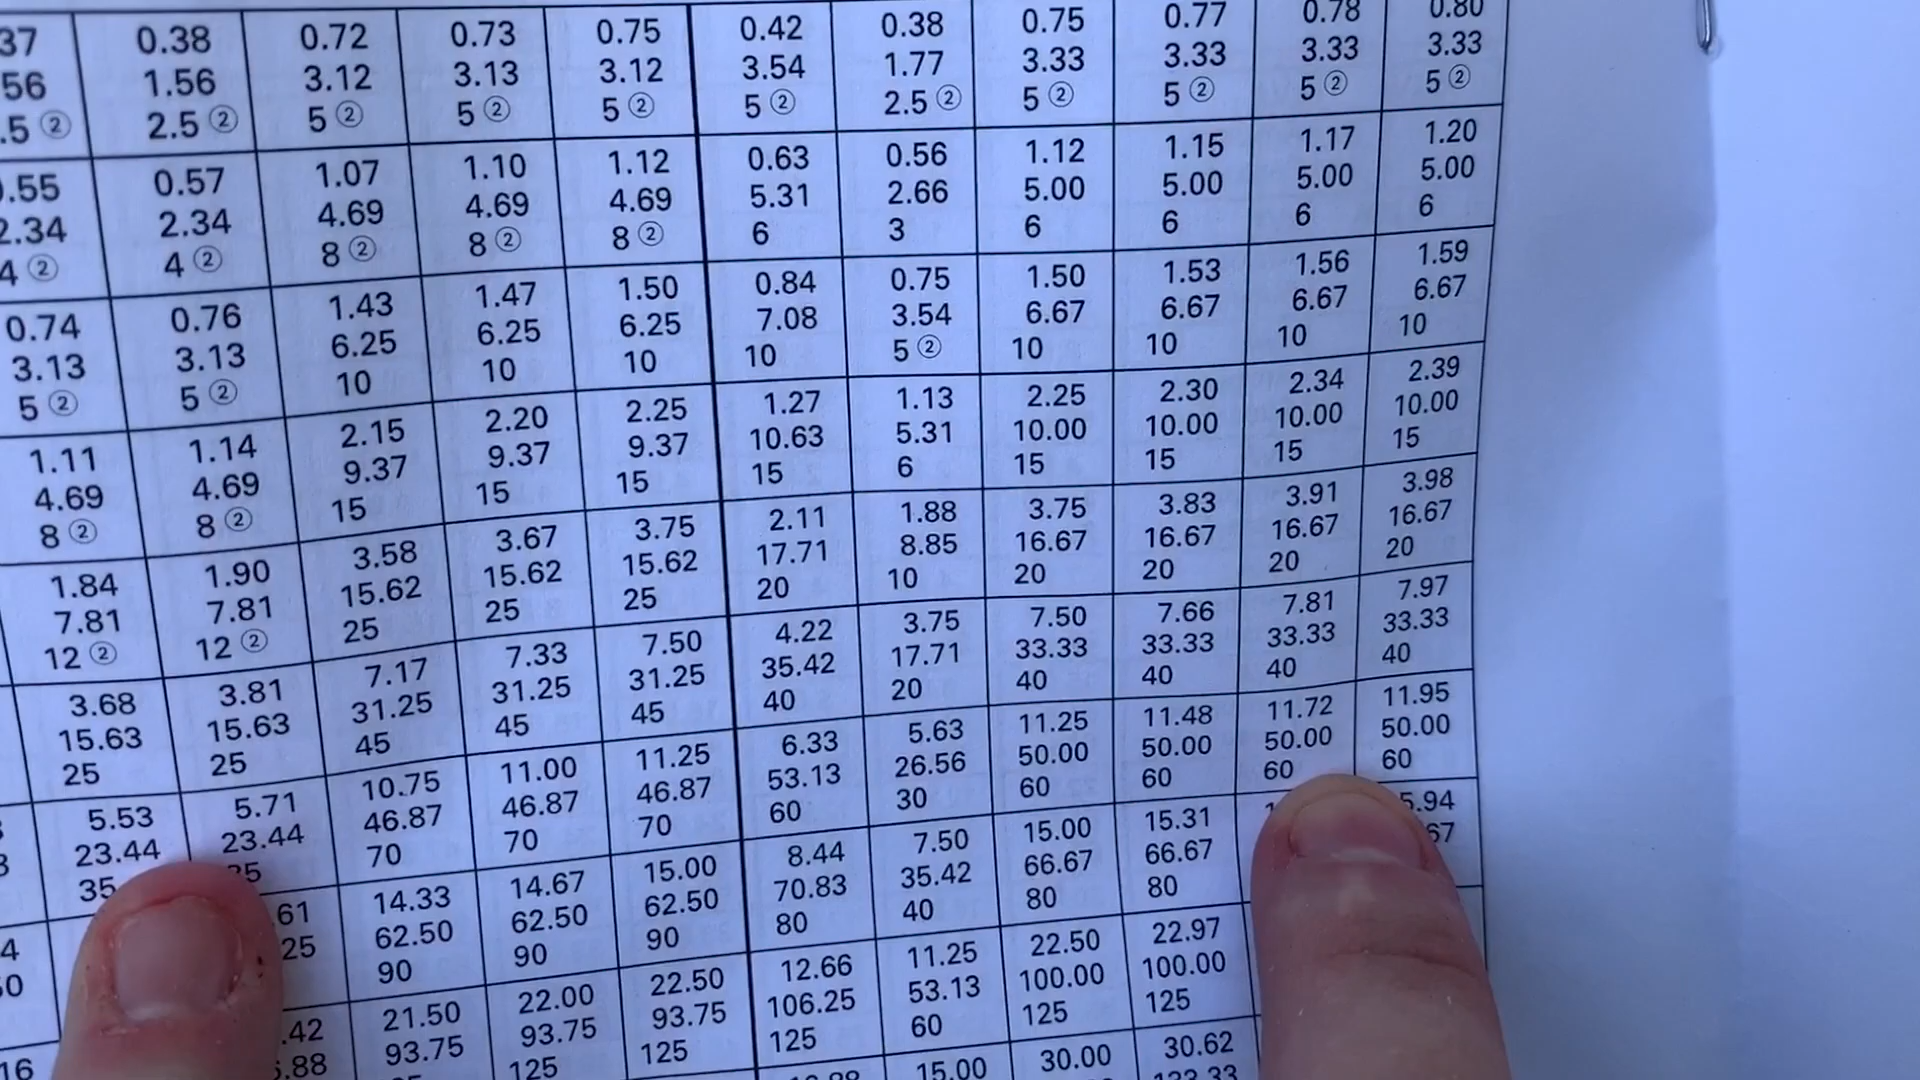 37 0.38 0.72 0.73 0.75 0.42 0.38 0.75 0.77 0.78 0.80
56 1.56 3.12 3.13 3.12 3.54 1.77 3.33 3.33 3.33 3.33
.5 ② 2.5 ② 5 ② 5 ② 5 ② 5 ② 2.5 ② 5 ② 5 ② 5 ② 5 ②
.55 0.57 1.07 1.10 1.12 0.63 0.56 1.12 1.15 1.17 1.20
2.34 2.34 4.69 4.69 4.69 5.31 2.66 5.00 5.00 5.00 5.00
4 ② 4 ② 8 ② 8 ② 8 ② 6 3 6 6 6 6
0.74 0.76 1.43 1.47 1.50 0.84 0.75 1.50 1.53 1.56 1.59
3.13 3.13 6.25 6.25 6.25 7.08 3.54 6.67 6.67 6.67 6.67
5 ② 5 ② 10 10 10 10 5 ② 10 10 10 10
1.11 1.14 2.15 2.20 2.25 1.27 1.13 2.25 2.30 2.34 2.39
4.69 4.69 9.37 9.37 9.37 10.63 5.31 10.00 10.00 10.00 10.00
8 ② 8 ② 15 15 15 15 6 15 15 15 15
1.84 1.90 3.58 3.67 3.75 2.11 1.88 3.75 3.83 3.91 3.98
7.81 7.81 15.62 15.62 15.62 17.71 8.85 16.67 16.67 16.67 16.67
12 ② 12 ② 25 25 25 20 10 20 20 20 20
3.68 3.81 7.17 7.33 7.50 4.22 3.75 7.50 7.66 7.81 7.97
15.63 15.63 31.25 31.25 31.25 35.42 17.71 33.33 33.33 33.33 33.33
25 25 45 45 45 40 20 40 40 40 40
5.53 5.71 10.75 11.00 11.25 6.33 5.63 11.25 11.48 11.72 11.95
23.44 23.44 46.87 46.87 46.87 53.13 26.56 50.00 50.00 50.00 50.00
35 70 70 70 60 30 60 60 60 60
4 .61 14.33 14.67 15.00 8.44 7.50 15.00 15.31 5.94
25 62.50 62.50 62.50 70.83 35.42 66.67 66.67 67
90 90 90 80 40 80 80
16 .42 21.50 22.00 22.50 12.66 11.25 22.50 22.97
.88 93.75 93.75 93.75 106.25 53.13 100.00 100.00
125 125 125 60 125 125
15.00 30.00 30.62